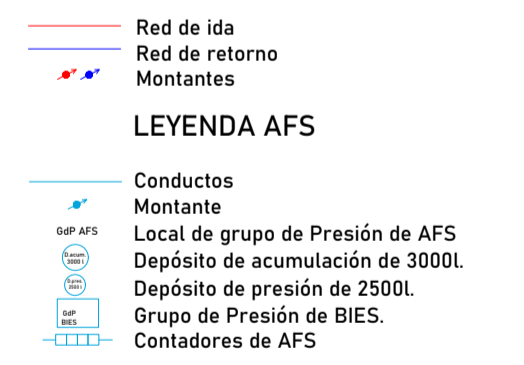 Red de ida
Red de retorno
Montantes
LEYENDA AFS
Conductos
Montante
GdP AFS Local de grupo de Presión de AFS
D.acum. 3000 l Depósito de acumulación de 3000l.
D.pres 2500 l Depósito de presión de 2500l.
GdP BIES Grupo de Presión de BIES.
Contadores de AFS